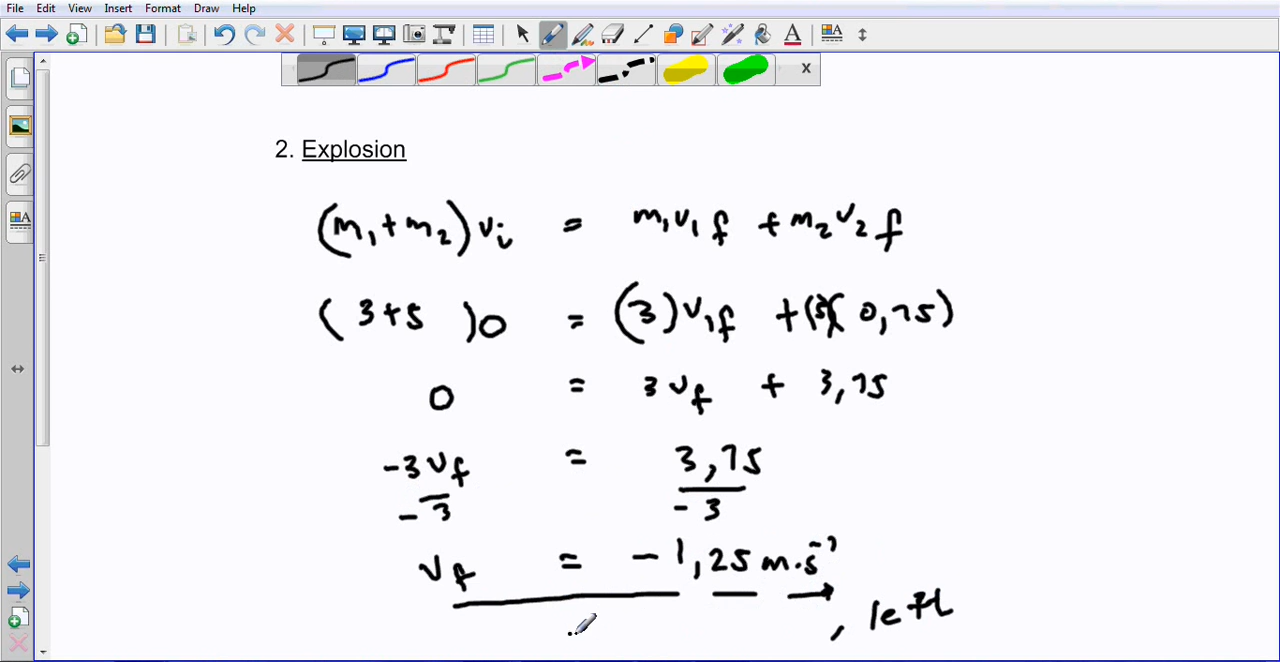 File Edit View Insert Format Draw Help
A
A
x
2. Explosion
(m₁+m₂)vᵢ = m₁v₁f + m₂v₂f
(3+5)0 = (3)v₁f +(5)(0,75)
0 = 3vf + 3,75
-3vf = 3,75
-3 -3
vf = -1,25 m.s⁻¹
, left